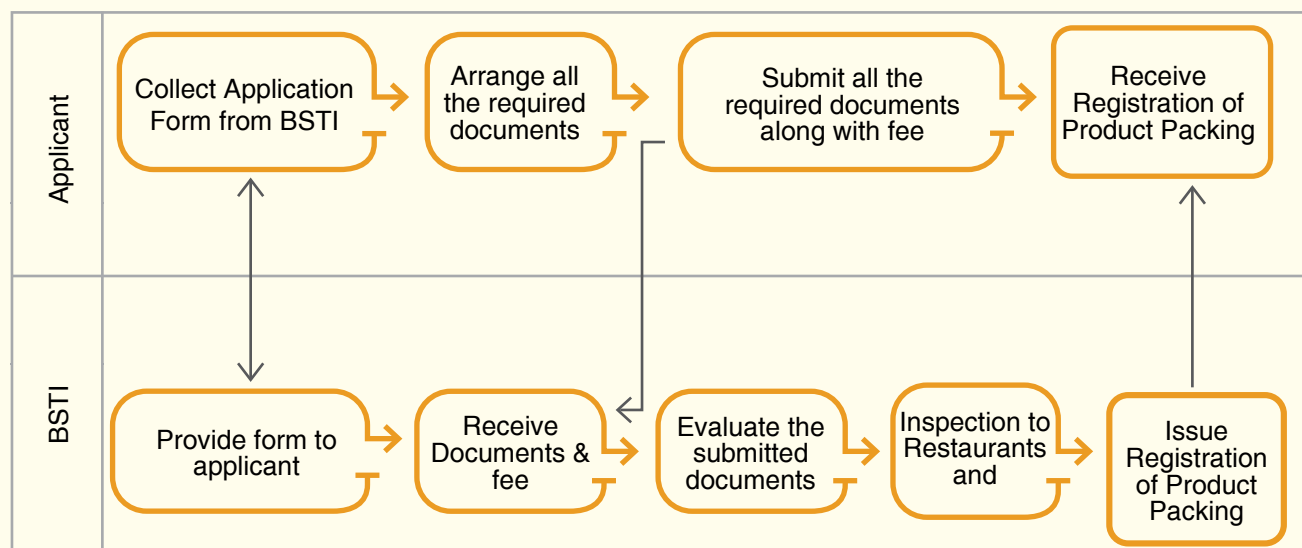 Applicant
Collect Application
Form from BSTI
Arrange all
the required
documents
Submit all the
required documents
along with fee
Receive
Registration of
Product Packing
BSTI
Provide form to
applicant
Receive
Documents &
fee
Evaluate the
submitted
documents
Inspection to
Restaurants
and
Issue
Registration
of Product
Packing